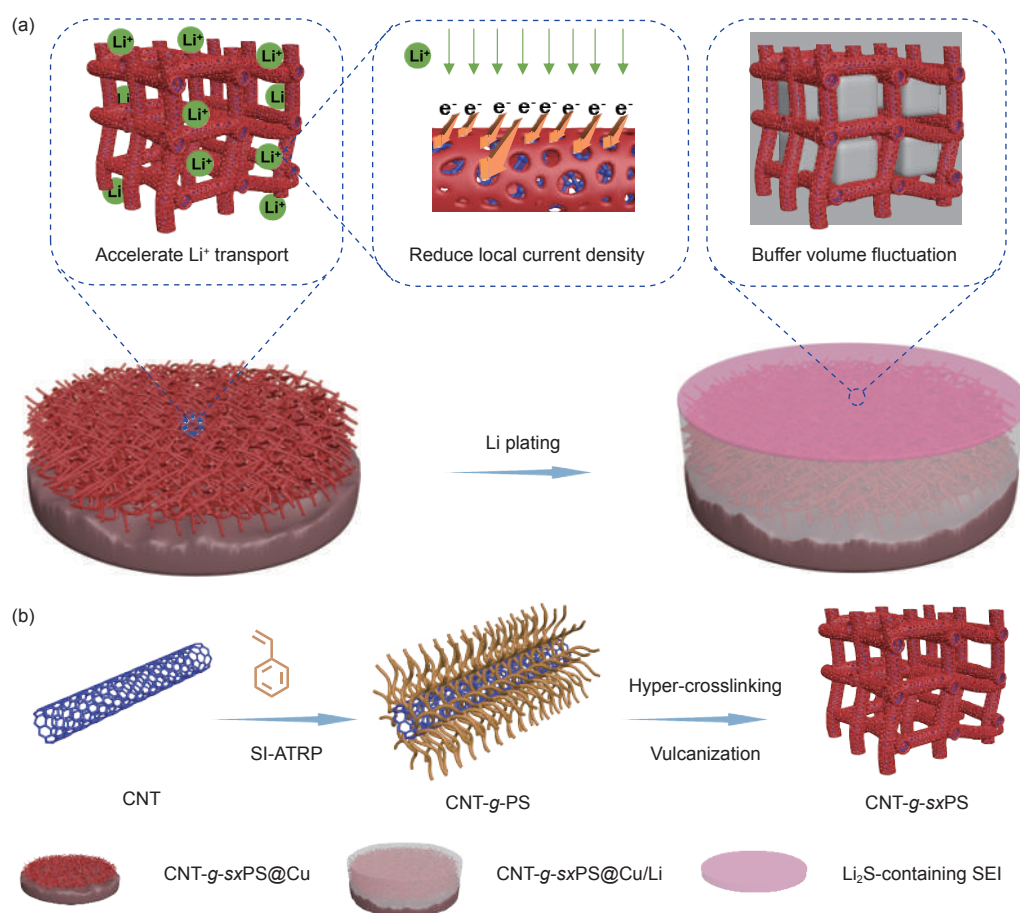 (a)
Li⁺ Li⁺ Li⁺
Li⁺ Li Li
Li⁺
Li⁺ Li⁺
Li Li⁺
Accelerate Li⁺ transport
Li⁺
e⁻ e⁻ e⁻ e⁻ e⁻ e⁻ e⁻ e⁻
Reduce local current density
Buffer volume fluctuation
Li plating
(b)
SI-ATRP
Hyper-crosslinking
Vulcanization
CNT
CNT-g-PS
CNT-g-sxPS
CNT-g-sxPS@Cu
CNT-g-sxPS@Cu/Li
Li₂S-containing SEI